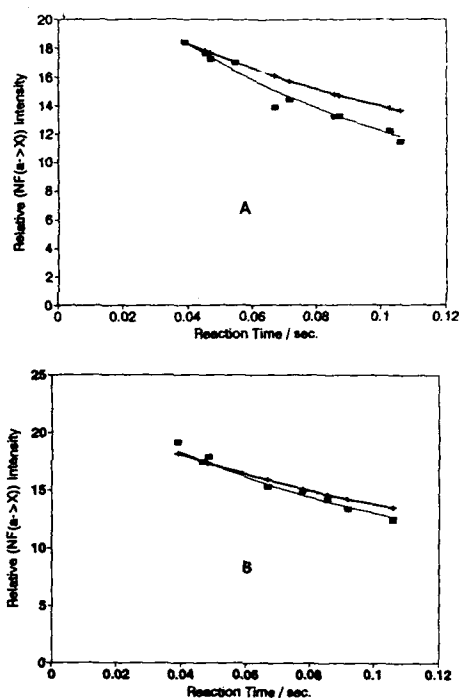 20
18
16
14
12
10
8
6
4
2
0
Relative (NF(a->X)) Intensity
A
0 0.02 0.04 0.06 0.08 0.1 0.12
Reaction Time / sec.
25
20
15
10
5
0
Relative (NF(a->X)) Intensity
B
0 0.02 0.04 0.06 0.08 0.1 0.12
Reaction Time / sec.